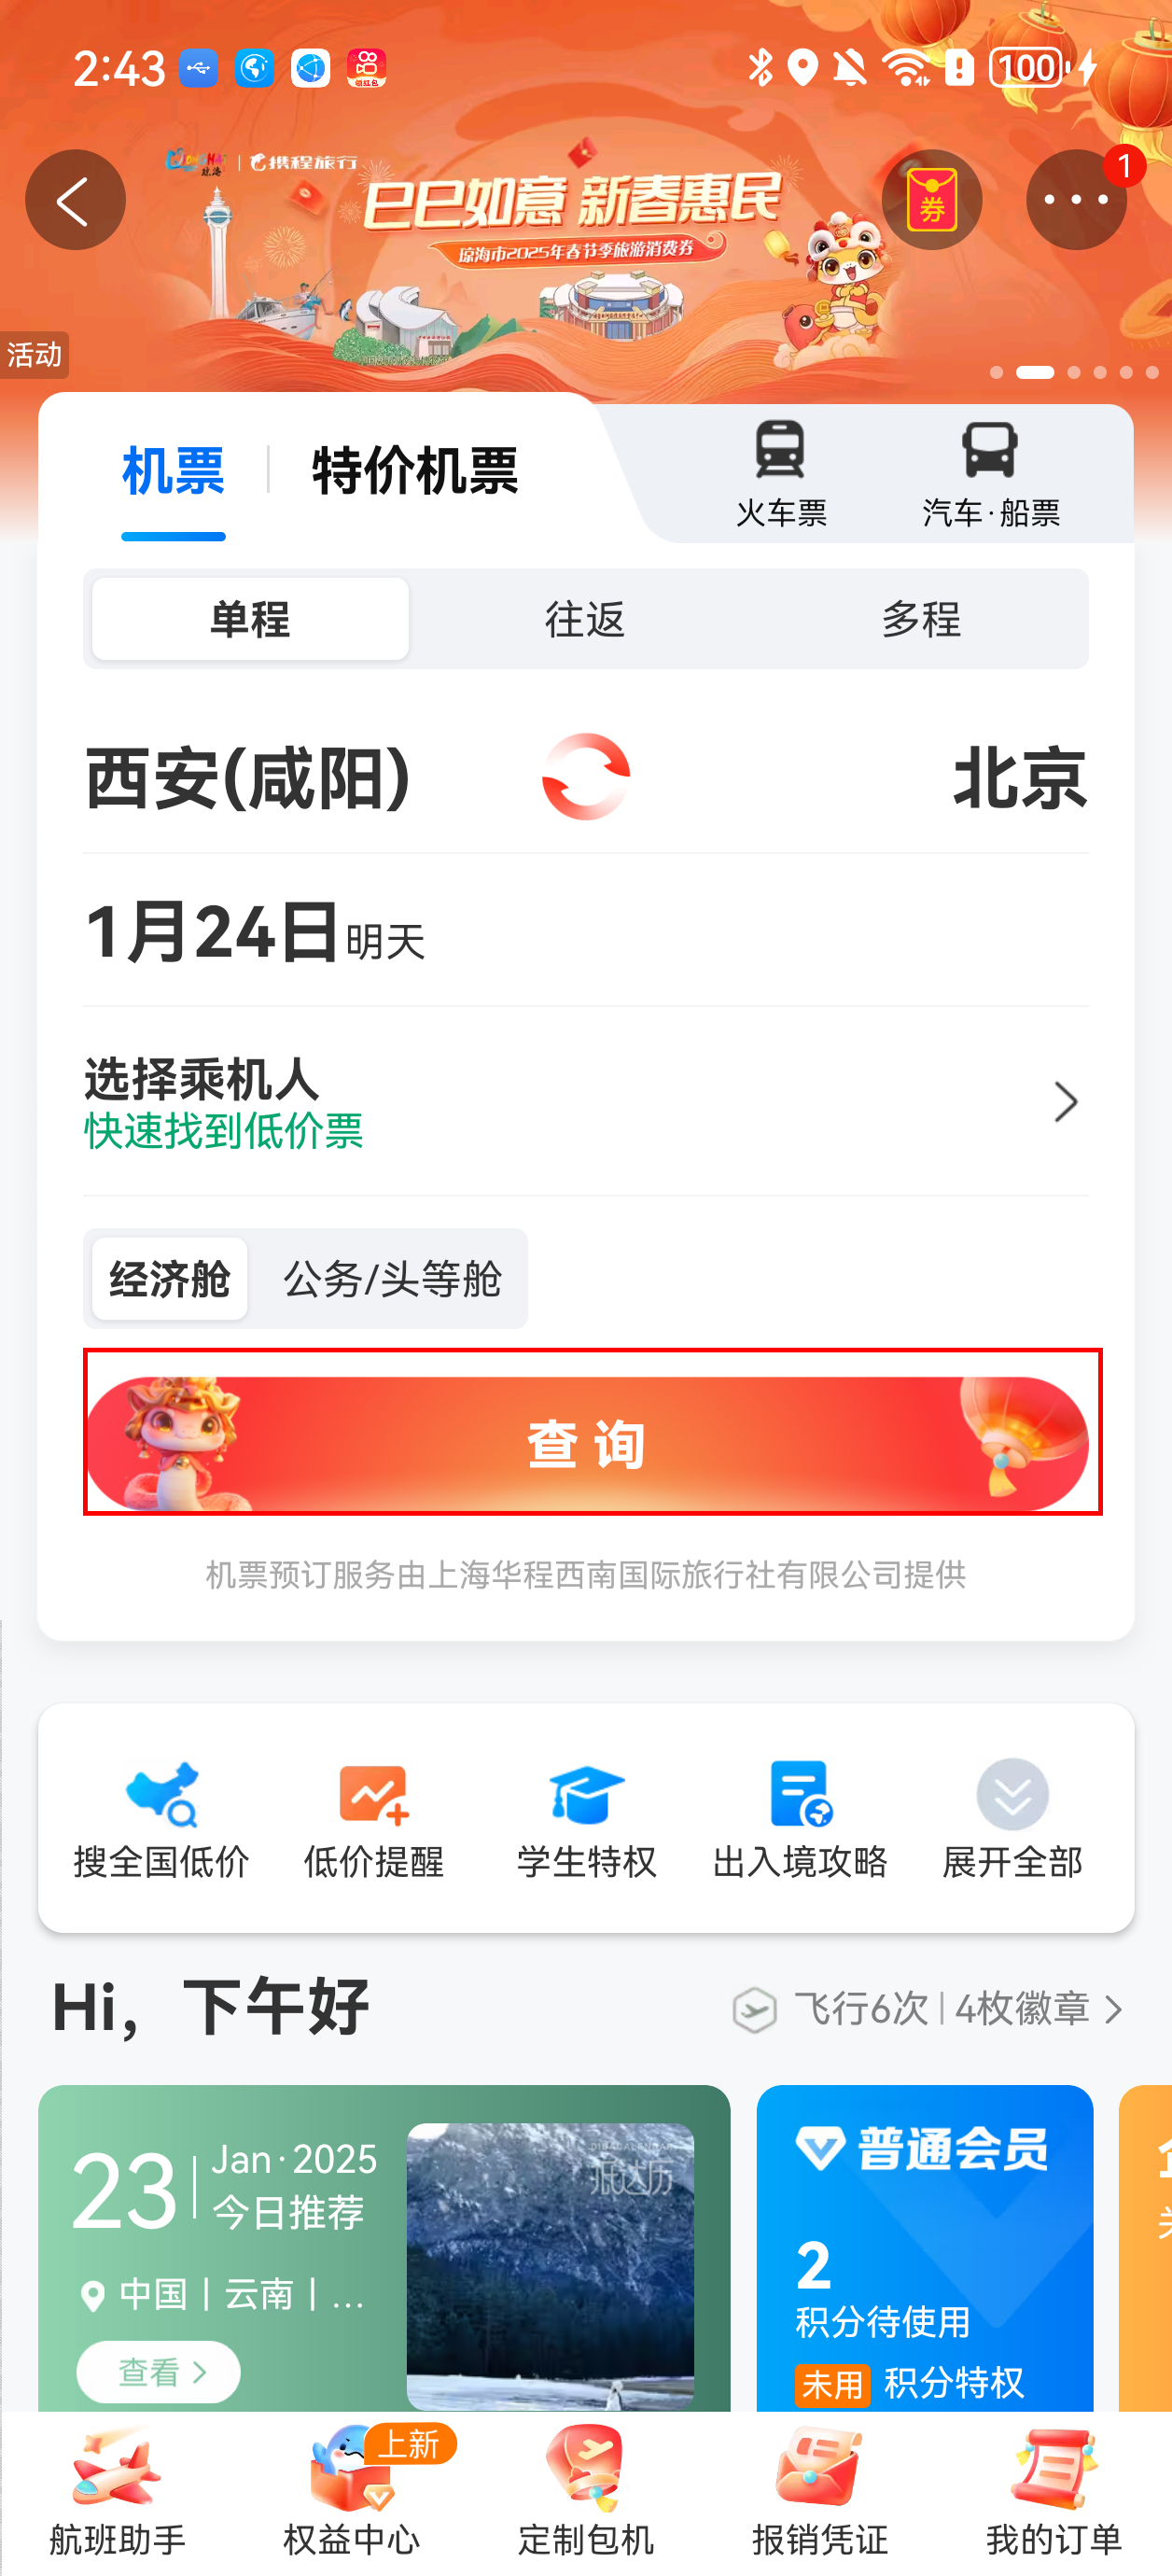 2:43
领红包
100
琼海
携程旅行
巳巳如意 新春惠民
琼海市2025年春节季旅游消费券
券
1
活动
机票
特价机票
火车票
汽车·船票
单程
往返
多程
西安(咸阳)
北京
1月24日明天
选择乘机人
快速找到低价票
经济舱
公务/头等舱
查询
机票预订服务由上海华程西南国际旅行社有限公司提供
搜全国低价
低价提醒
学生特权
出入境攻略
展开全部
Hi，下午好
飞行6次
4枚徽章
23
Jan·2025
今日推荐
中国 | 云南 | ...
查看
普通会员
2
积分待使用
未用 积分特权
上新
航班助手
权益中心
定制包机
报销凭证
我的订单